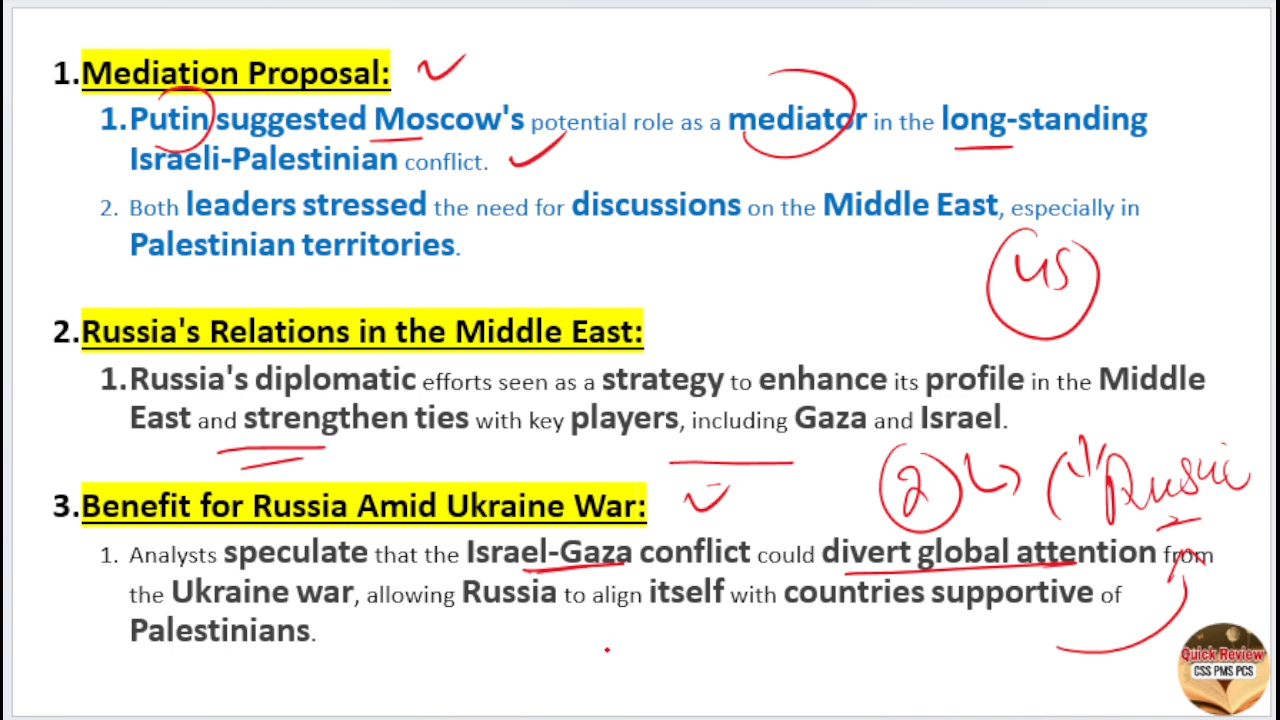 1.Mediation Proposal:
1.Putin suggested Moscow's potential role as a mediator in the long-standing
Israeli-Palestinian conflict.
2. Both leaders stressed the need for discussions on the Middle East, especially in
Palestinian territories.
US
2.Russia's Relations in the Middle East:
1.Russia's diplomatic efforts seen as a strategy to enhance its profile in the Middle
East and strengthen ties with key players, including Gaza and Israel.
2
3.Benefit for Russia Amid Ukraine War:
1. Analysts speculate that the Israel-Gaza conflict could divert global attention from
the Ukraine war, allowing Russia to align itself with countries supportive of
Palestinians.
Quick Review
CSS PMS PCS